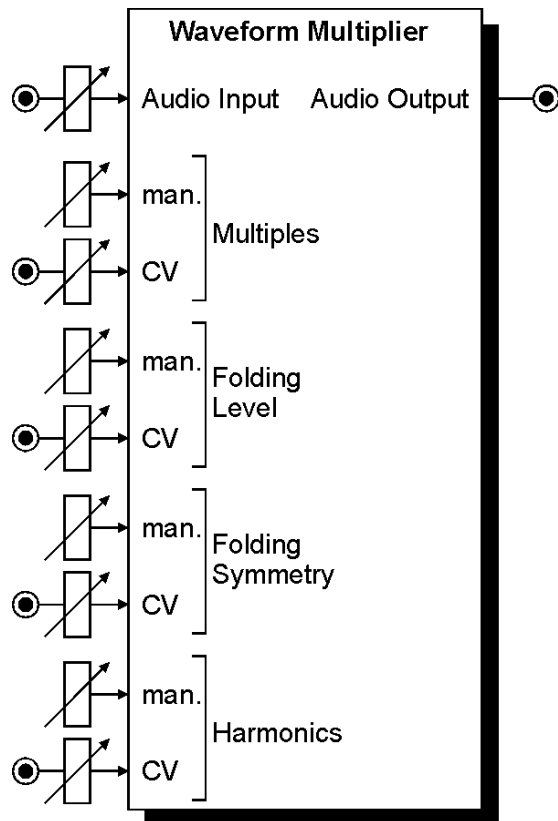 Waveform Multiplier
Audio Input Audio Output
man.
Multiples
CV
man.
Folding
Level
CV
man.
Folding
Symmetry
CV
man.
Harmonics
CV